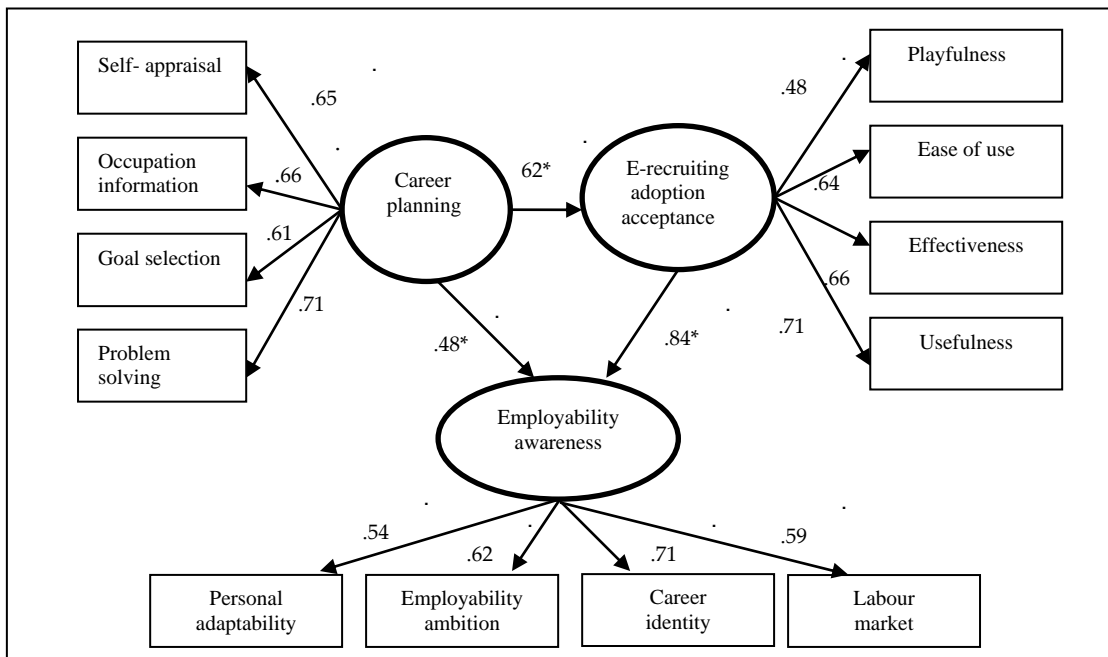 Self- appraisal
Occupation
information
Goal selection
Problem
solving
.65
.66
.61
.71
Career
planning
62*
E-recruiting
adoption
acceptance
.48
.64
.66
.71
Playfulness
Ease of use
Effectiveness
Usefulness
.48*
.84*
Employability
awareness
.54
.62
.71
.59
Personal
adaptability
Employability
ambition
Career
identity
Labour
market